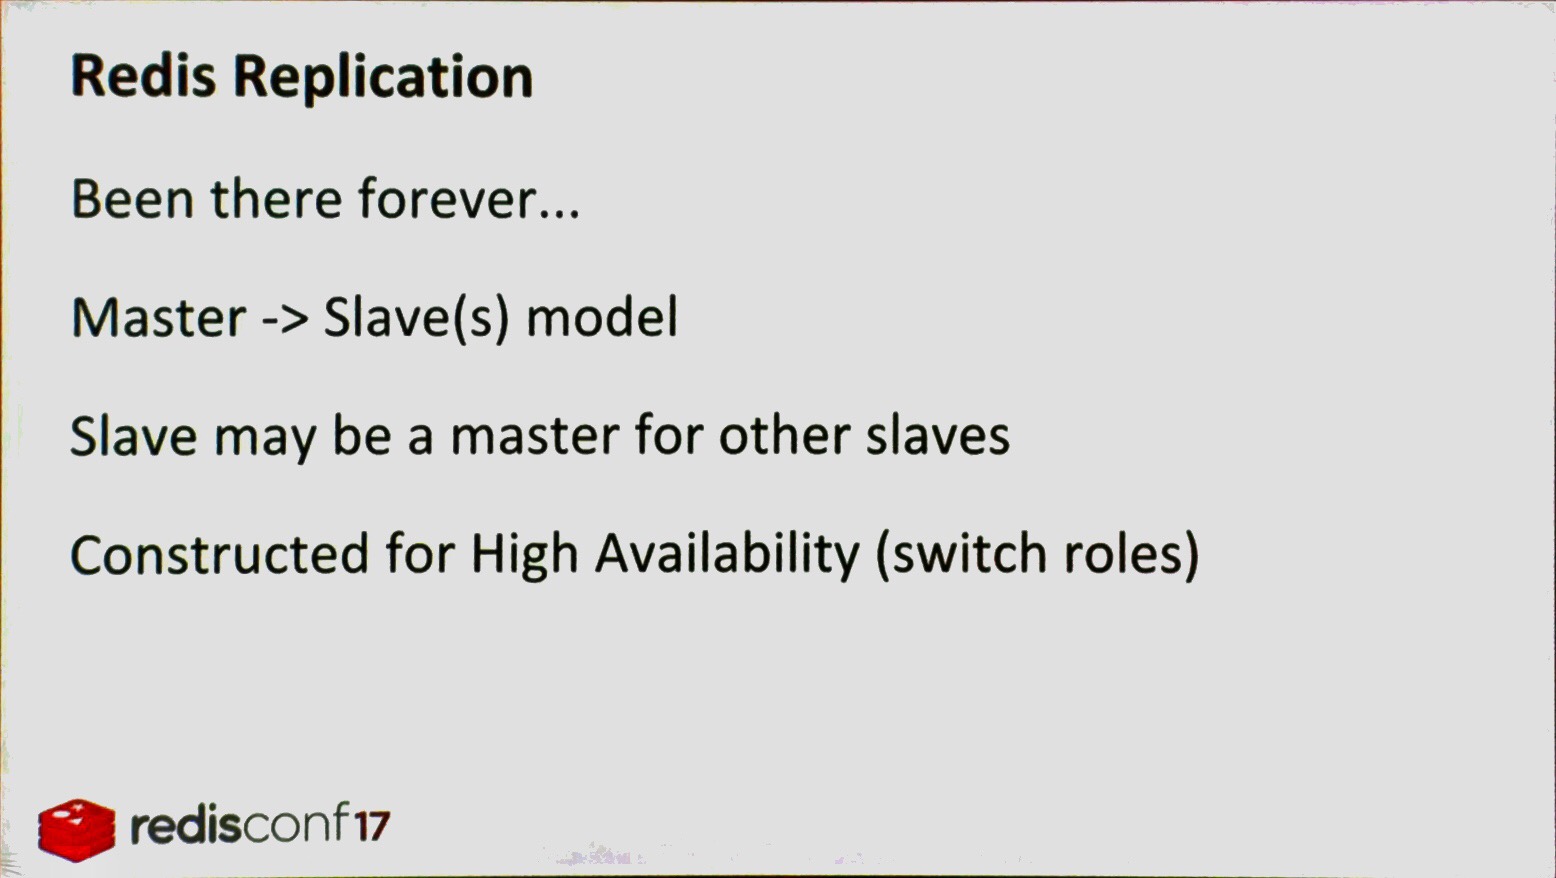 Redis Replication
Been there forever...
Master -> Slave(s) model
Slave may be a master for other slaves
Constructed for High Availability (switch roles)
redisconf17